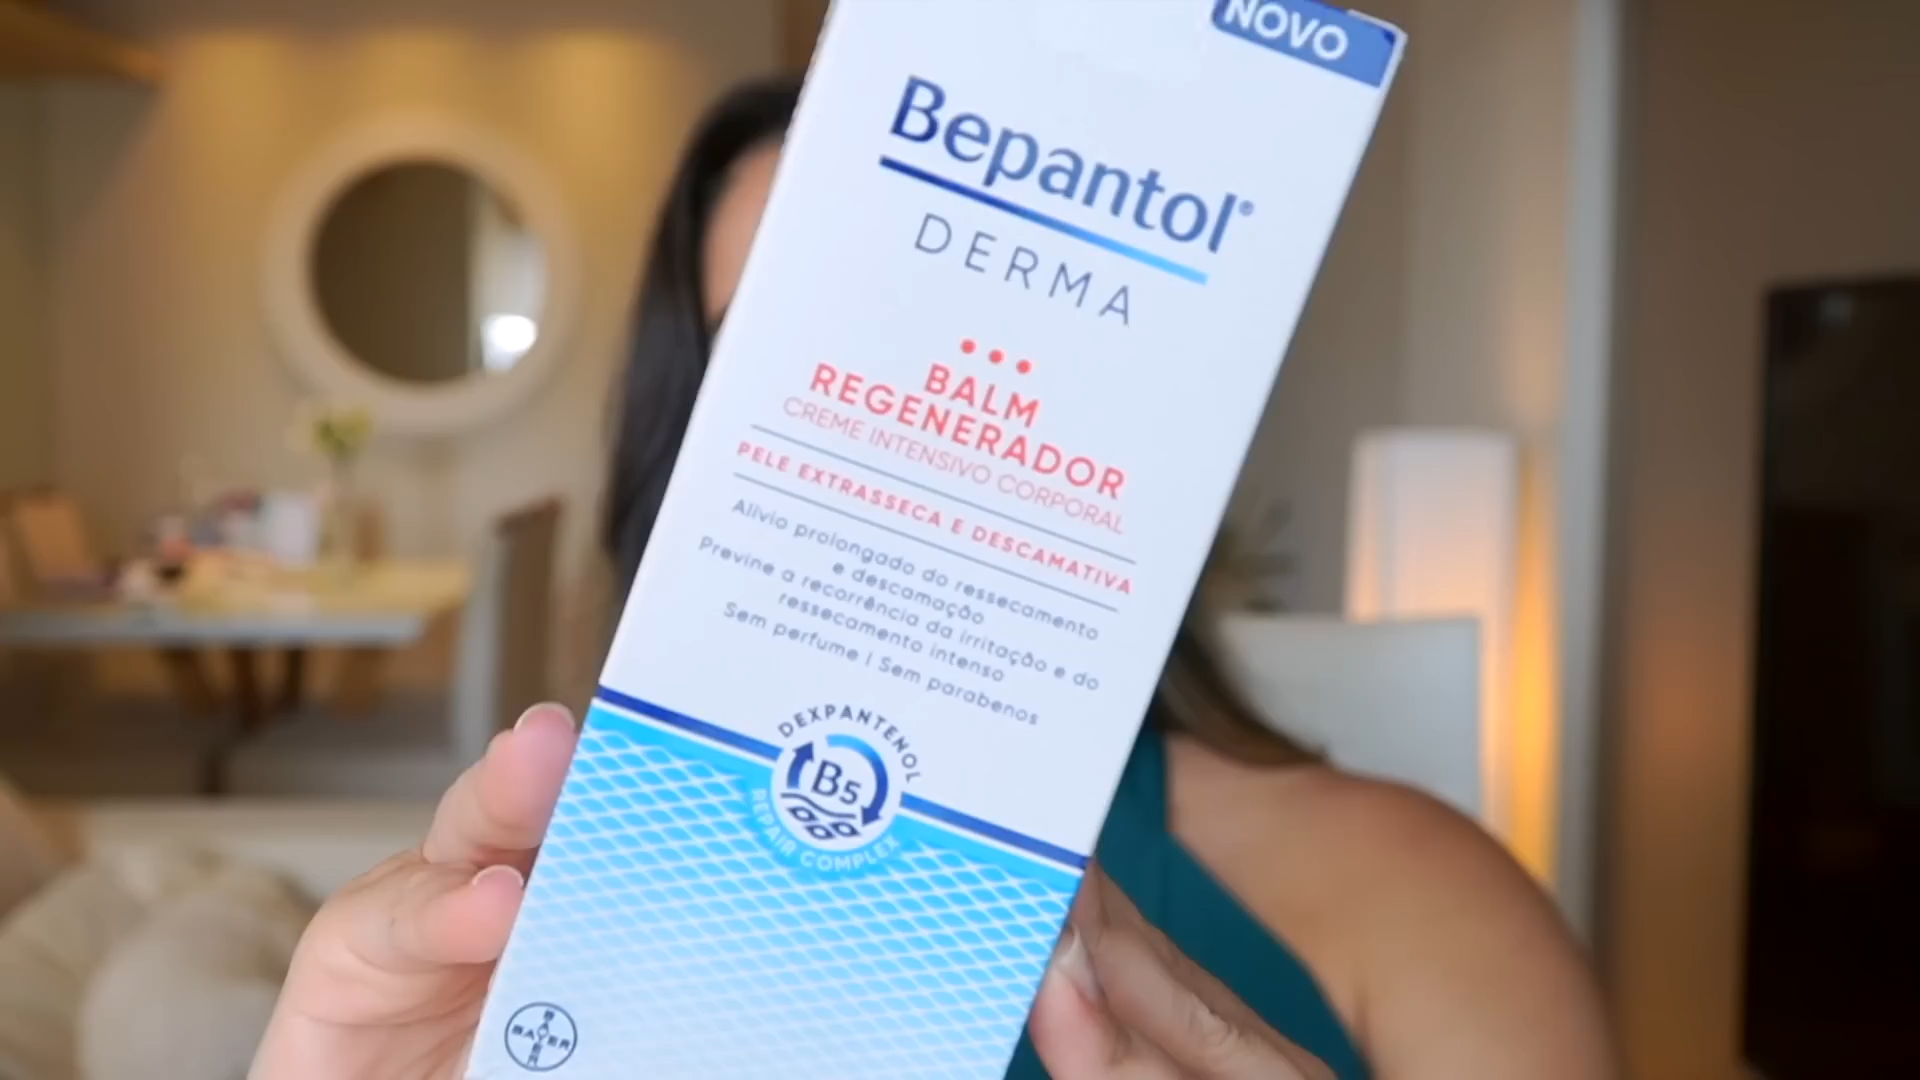 NOVO
Bepantol®
DERMA
BALM
REGENERADOR
CREME INTENSIVO CORPORAL
PELE EXTRASSECA E DESCAMATIVA
Alívio prolongado do ressecamento
e descamação
Previne a recorrência da irritação e do
ressecamento intenso
Sem perfume | Sem parabenos
DEXPANTENOL
B5
REPAIR COMPLEX
BAYER
BAYER